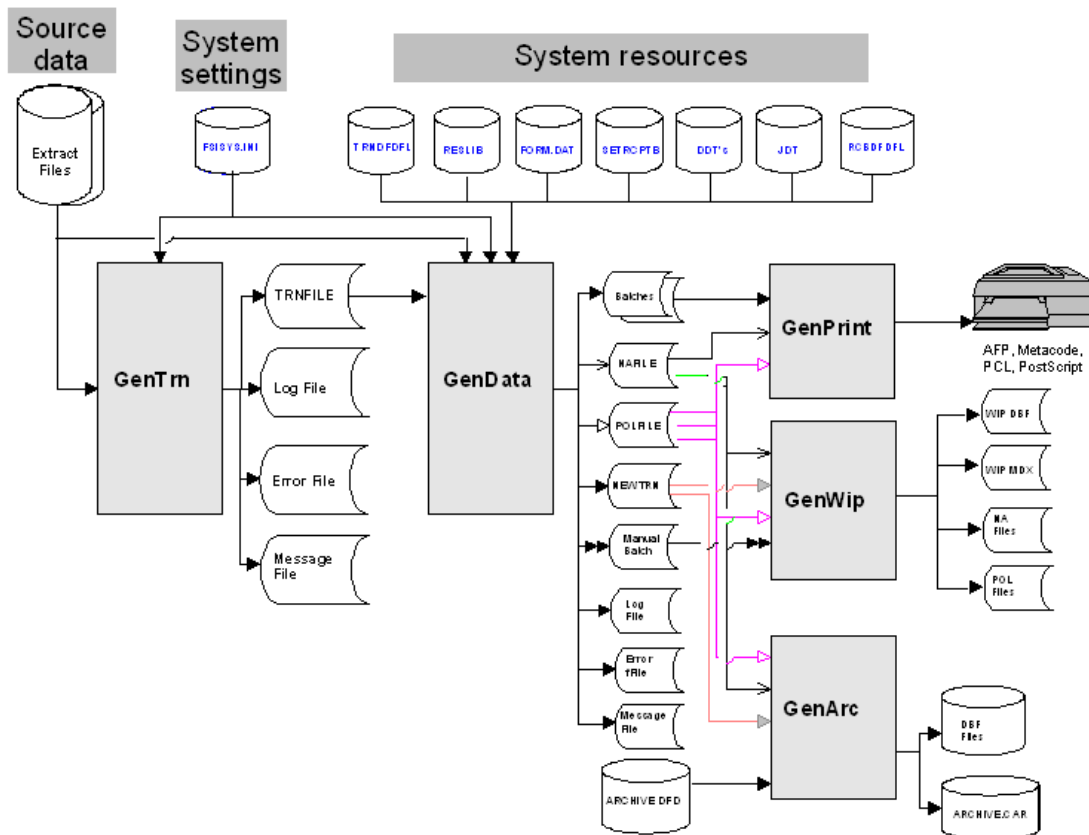 Source
data
System
settings
System resources
Extract
Files
FSISYS.INI
TRNDFDFL
RESLIB
FORM.DAT
SETRCPTB
DDT's
JDT
RCBDFDFL
GenTrn
TRNFILE
Log File
Error File
Message
File
GenData
Batches
NAFILE
POLFILE
NEWTRN
Manual
Batch
Log
File
Error
fFile
Message
File
ARCHIVE.DFD
GenPrint
AFP, Metacode,
PCL, PostScript
GenWip
WIP DBF
WIP MDX
NA
Files
POL
Files
GenArc
DBF
Files
ARCHIVE.CAR